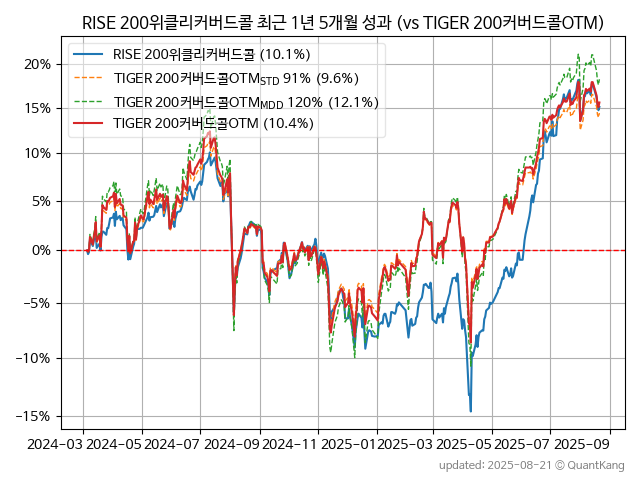 RISE 200위클리커버드콜 최근 1년 5개월 성과 (vs TIGER 200커버드콜OTM)
RISE 200위클리커버드콜 (10.1%)
TIGER 200커버드콜OTM_STD 91% (9.6%)
TIGER 200커버드콜OTM_MDD 120% (12.1%)
TIGER 200커버드콜OTM (10.4%)
20%
15%
10%
5%
0%
−5%
−10%
−15%
2024-03 2024-05 2024-07 2024-09 2024-11 2025-01 2025-03 2025-05 2025-07 2025-09
updated: 2025-08-21 © QuantKang